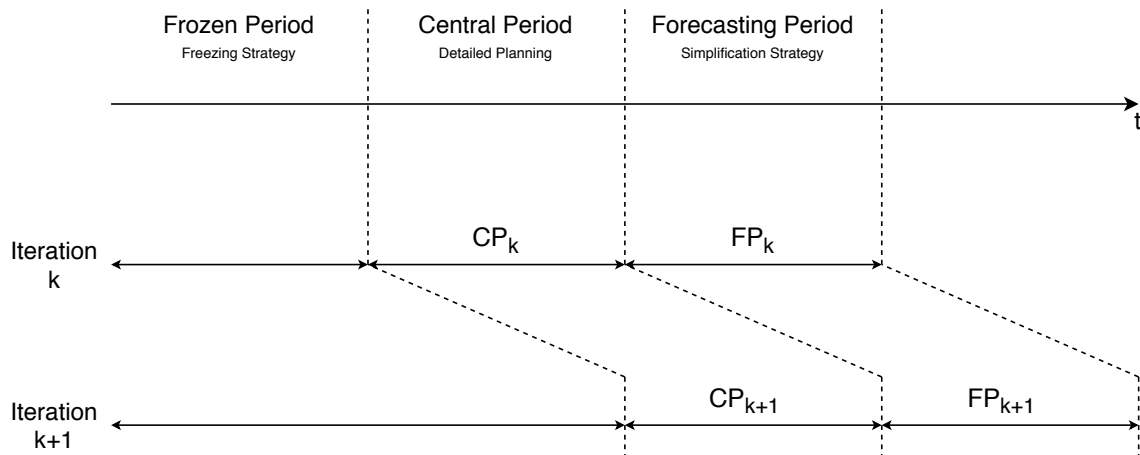 Frozen Period
Freezing Strategy
Central Period
Detailed Planning
Forecasting Period
Simplification Strategy
t
Iteration
k
CPk
FPk
Iteration
k+1
CPk+1
FPk+1